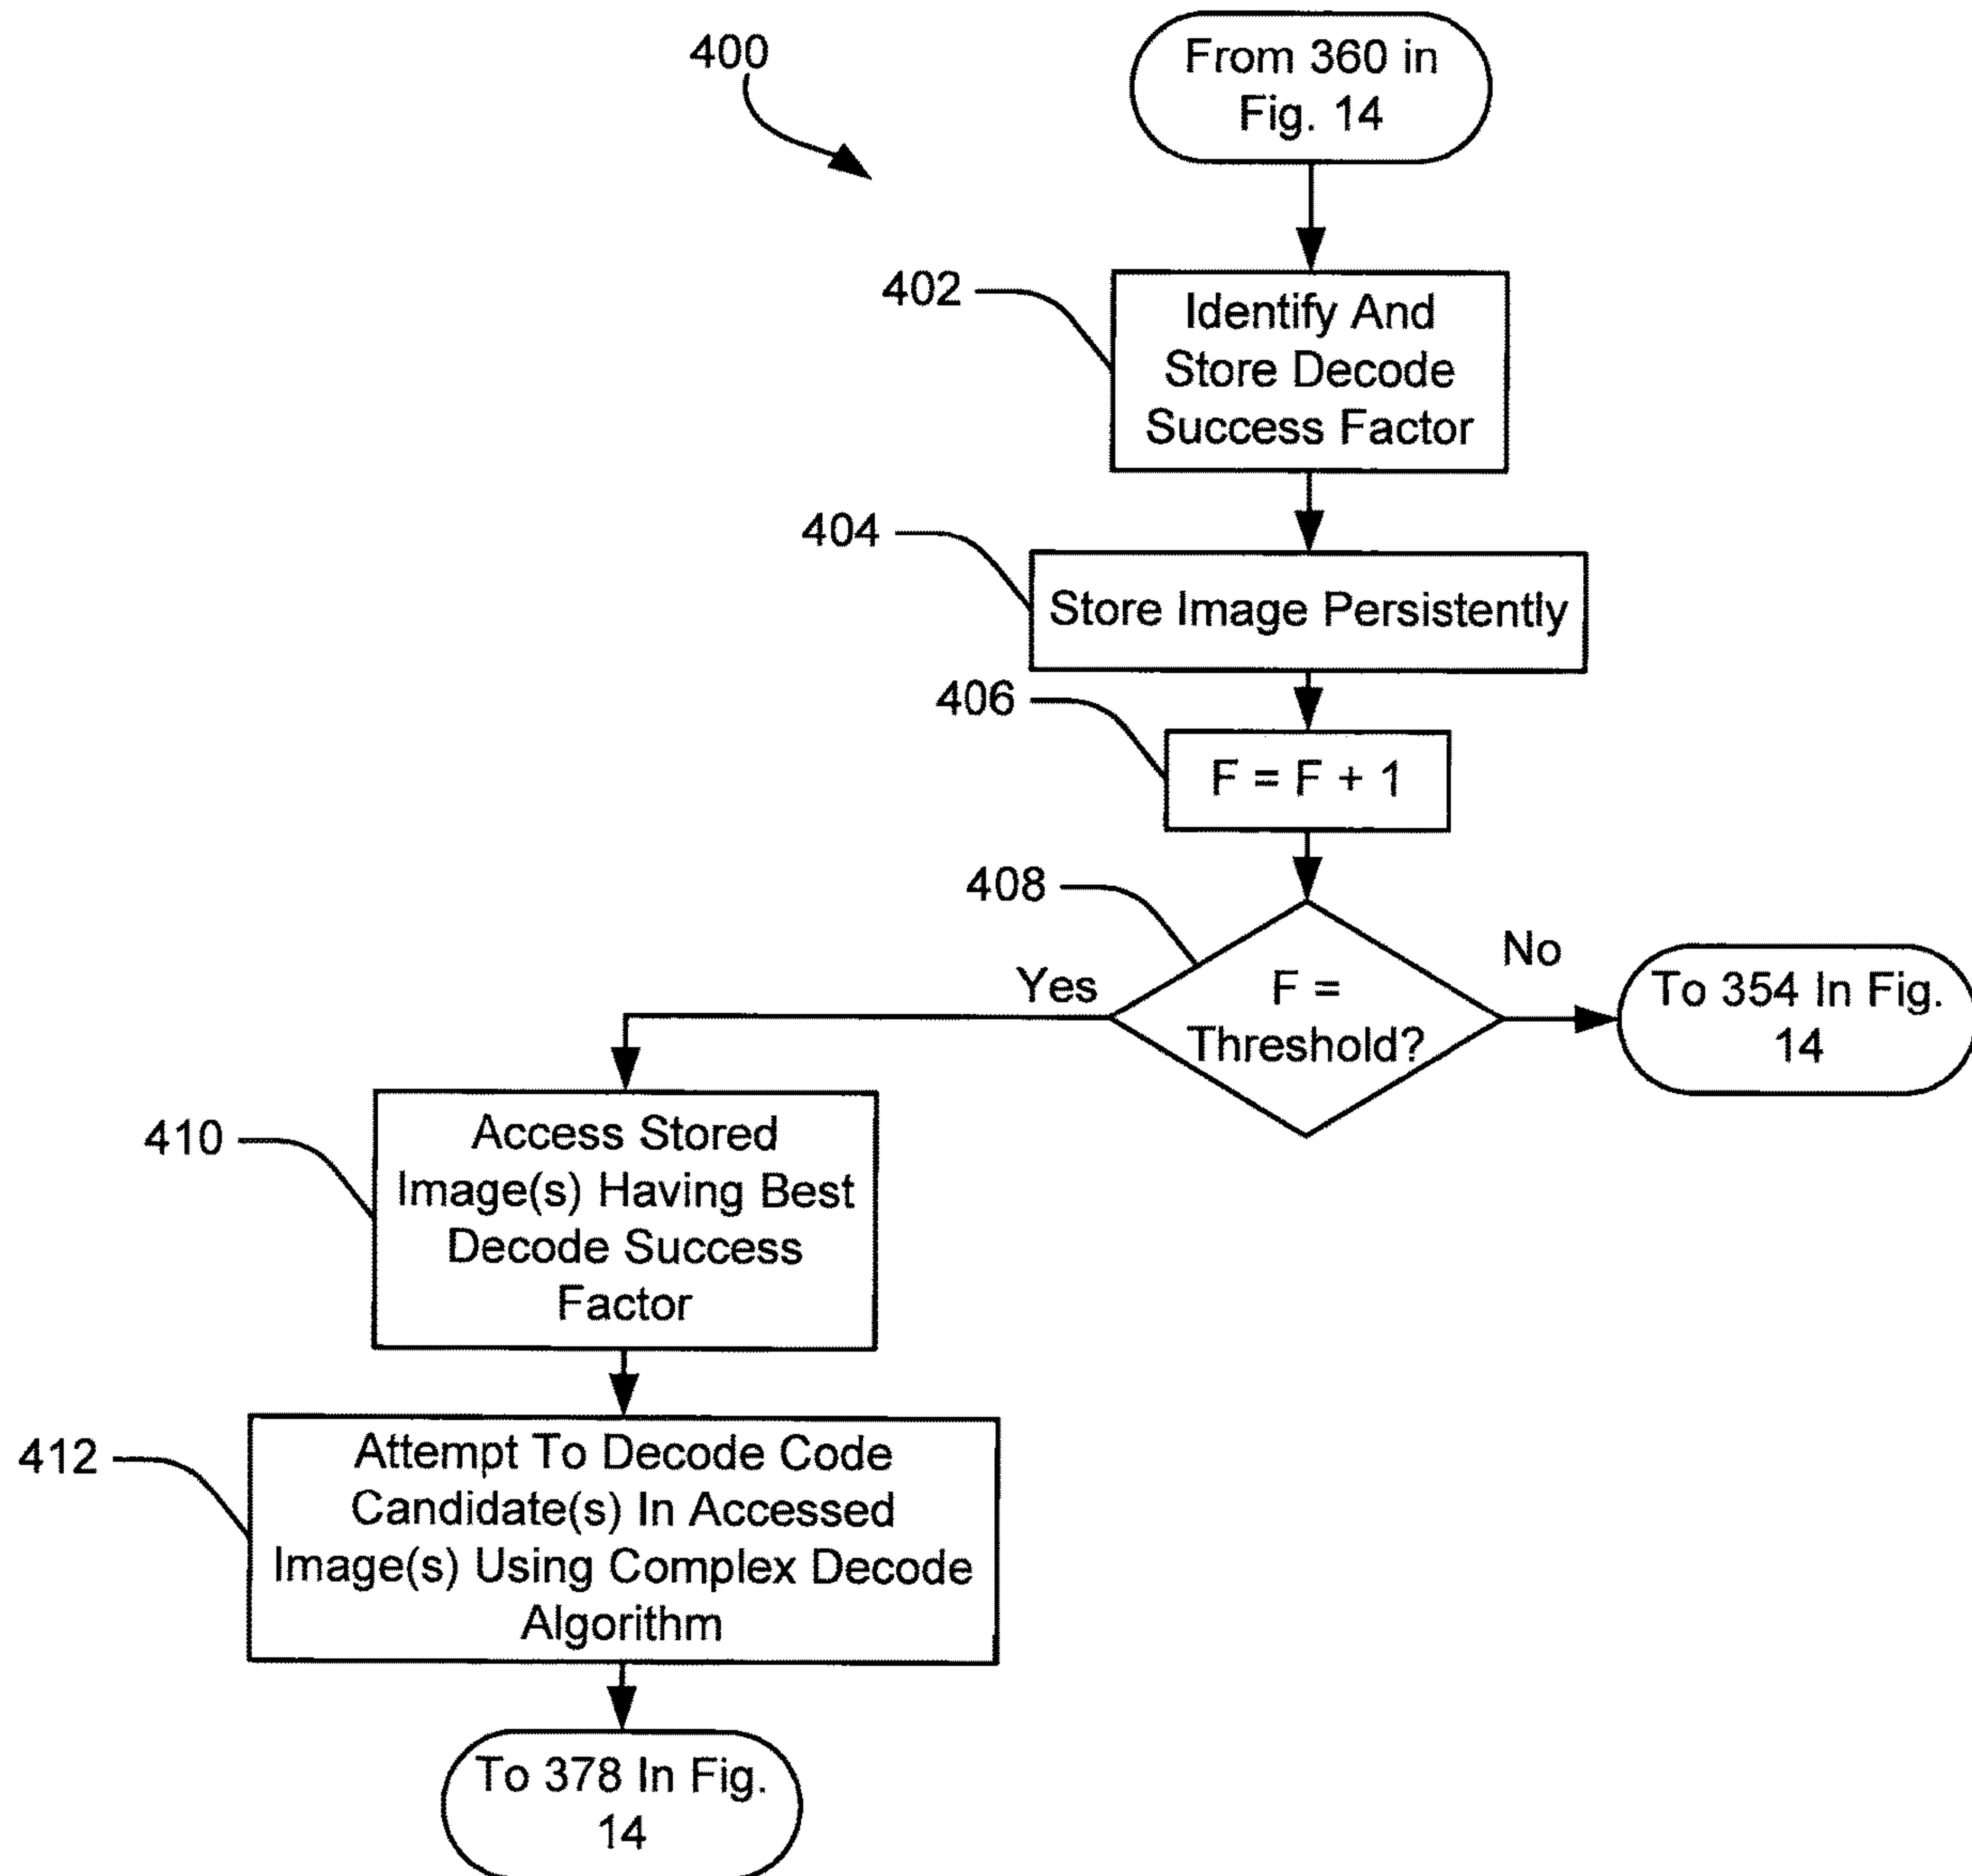 400
From 360 in
Fig. 14
402
Identify And
Store Decode
Success Factor
404
Store Image Persistently
406
F = F + 1
408
F =
Threshold?
Yes
No
To 354 In Fig.
14
410
Access Stored
Image(s) Having Best
Decode Success
Factor
412
Attempt To Decode Code
Candidate(s) In Accessed
Image(s) Using Complex Decode
Algorithm
To 378 In Fig.
14